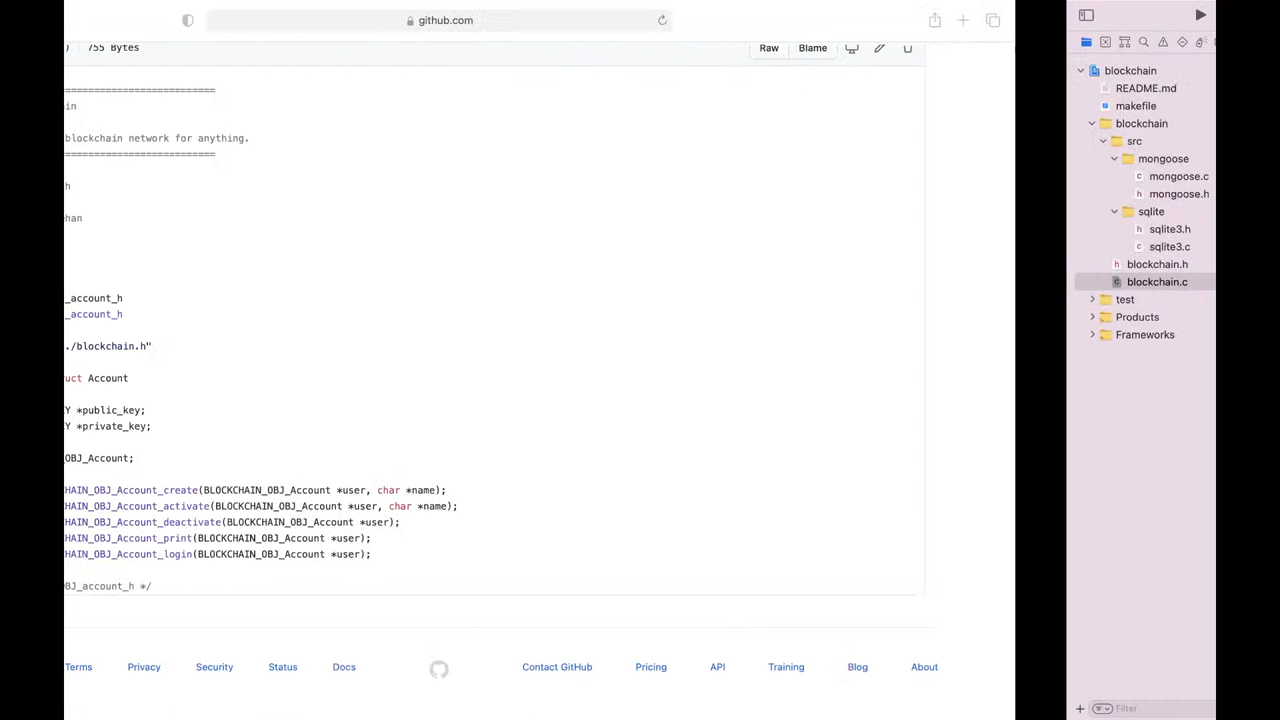 github.com
) 755 Bytes
Raw Blame
==========================
in
blockchain network for anything.
==========================
h
han
_account_h
_account_h
./blockchain.h"
uct Account
Y *public_key;
Y *private_key;
OBJ_Account;
HAIN_OBJ_Account_create(BLOCKCHAIN_OBJ_Account *user, char *name);
HAIN_OBJ_Account_activate(BLOCKCHAIN_OBJ_Account *user, char *name);
HAIN_OBJ_Account_deactivate(BLOCKCHAIN_OBJ_Account *user);
HAIN_OBJ_Account_print(BLOCKCHAIN_OBJ_Account *user);
HAIN_OBJ_Account_login(BLOCKCHAIN_OBJ_Account *user);
OBJ_account_h */
Terms Privacy Security Status Docs Contact GitHub Pricing API Training Blog About
blockchain
README.md
makefile
blockchain
src
mongoose
c mongoose.c
h mongoose.h
sqlite
h sqlite3.h
c sqlite3.c
h blockchain.h
c blockchain.c
test
Products
Frameworks
Filter